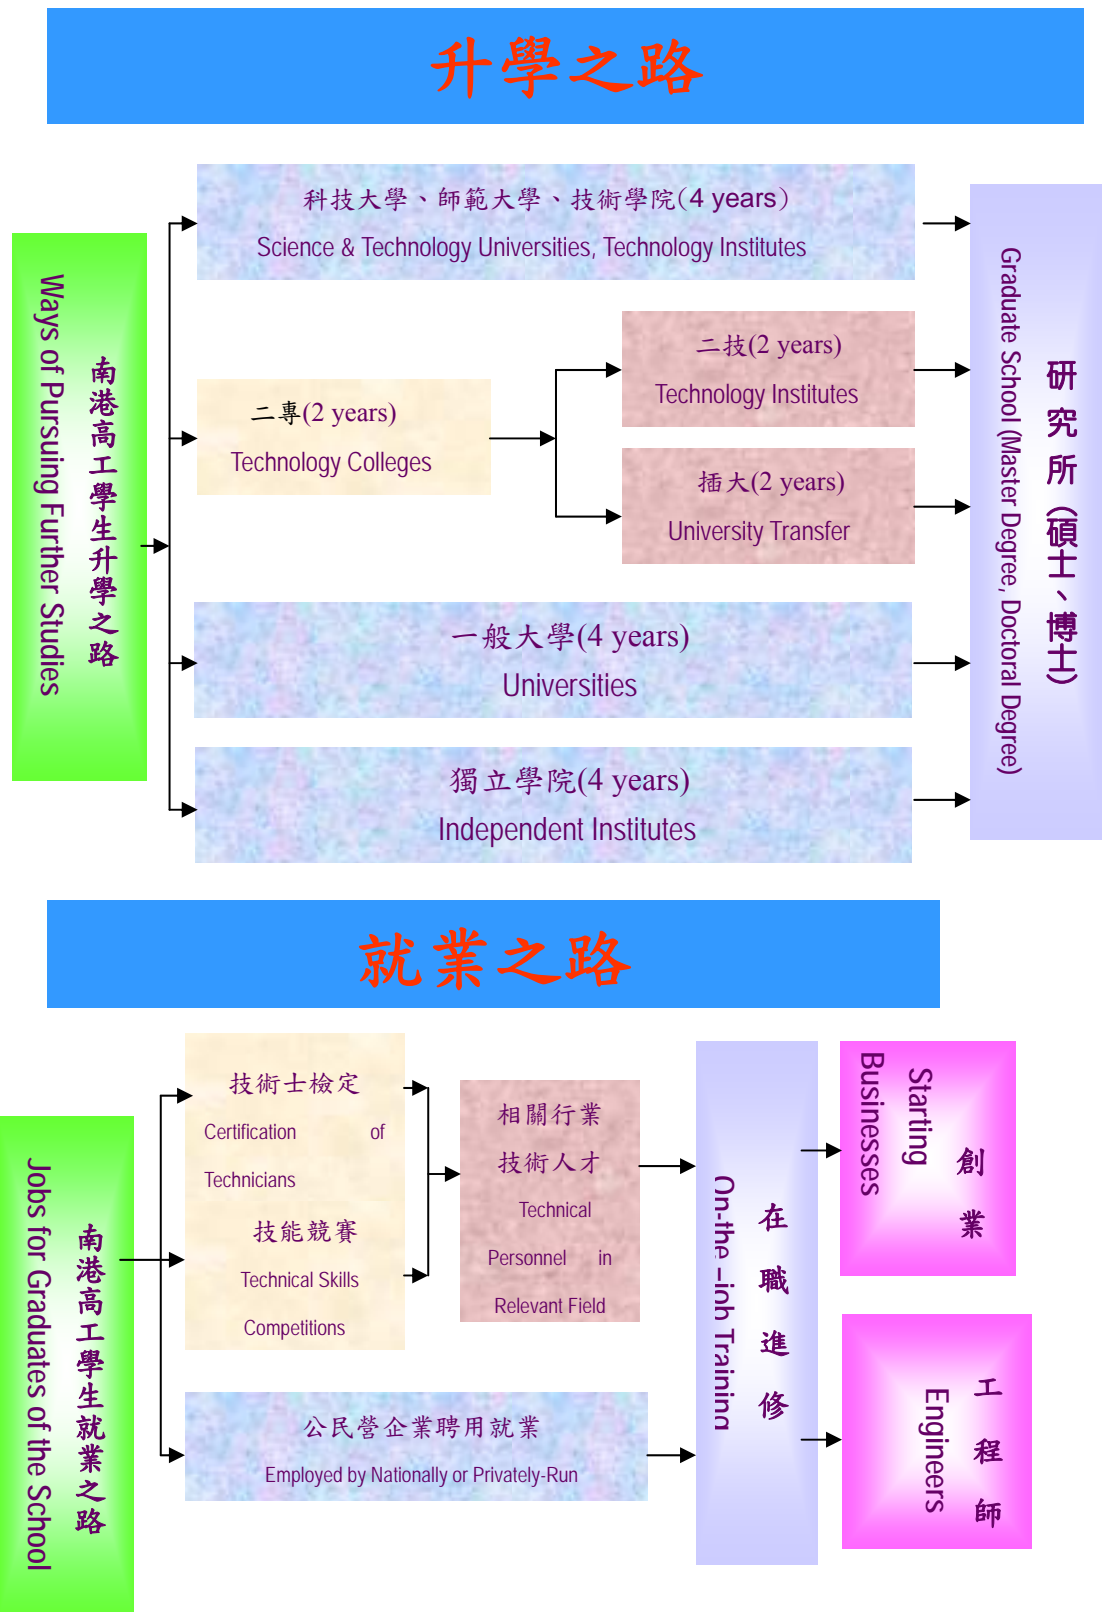 升學之路
南港高工學生升學之路
Ways of Pursuing Further Studies
科技大學、師範大學、技術學院(4 years)
Science & Technology Universities, Technology Institutes
二專(2 years)
Technology Colleges
二技(2 years)
Technology Institutes
插大(2 years)
University Transfer
一般大學(4 years)
Universities
獨立學院(4 years)
Independent Institutes
研究所（碩士、博士）
Graduate School (Master Degree, Doctoral Degree)
就業之路
南港高工學生就業之路
Jobs for Graduates of the School
技術士檢定
Certification of
Technicians
技能競賽
Technical Skills
Competitions
相關行業
技術人才
Technical
Personnel in
Relevant Field
公民營企業聘用就業
Employed by Nationally or Privately-Run
在職進修
On-the –job Training
創業
Starting
Businesses
工程師
Engineers